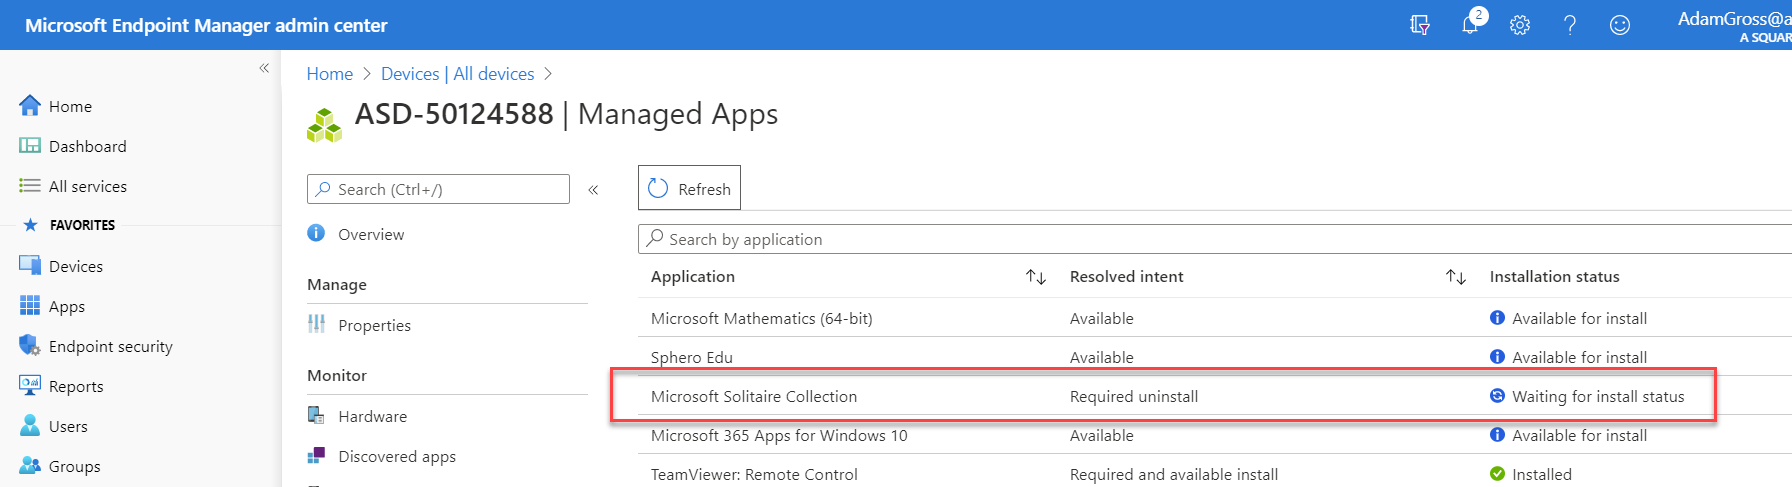 Microsoft Endpoint Manager admin center
2
AdamGross@a
A SQUAR
Home > Devices | All devices >
ASD-50124588 | Managed Apps
Home
Dashboard
All services
FAVORITES
Devices
Apps
Endpoint security
Reports
Users
Groups
Search (Ctrl+/)
Overview
Manage
Properties
Monitor
Hardware
Discovered apps
Refresh
Search by application
Application Resolved intent Installation status
Microsoft Mathematics (64-bit) Available Available for install
Sphero Edu Available Available for install
Microsoft Solitaire Collection Required uninstall Waiting for install status
Microsoft 365 Apps for Windows 10 Available Available for install
TeamViewer: Remote Control Required and available install Installed